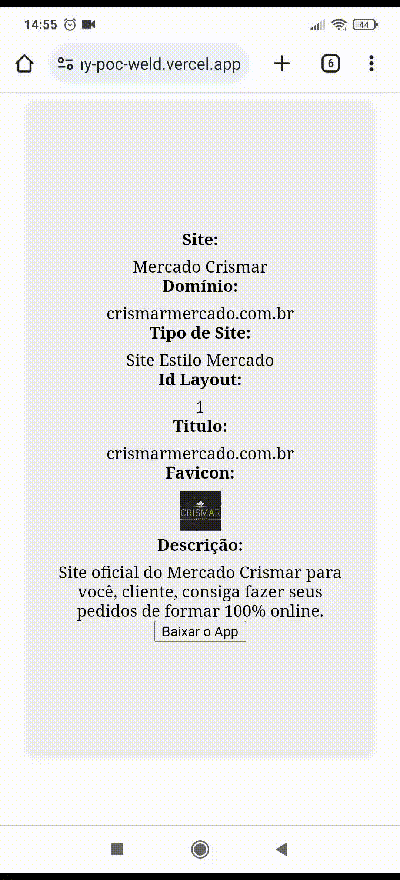 14:55
44
ıy-poc-weld.vercel.app
6
Site:
Mercado Crismar
Domínio:
crismarmercado.com.br
Tipo de Site:
Site Estilo Mercado
Id Layout:
1
Titulo:
crismarmercado.com.br
Favicon:
CRISMAR
Descrição:
Site oficial do Mercado Crismar para
você, cliente, consiga fazer seus
pedidos de formar 100% online.
Baixar o App